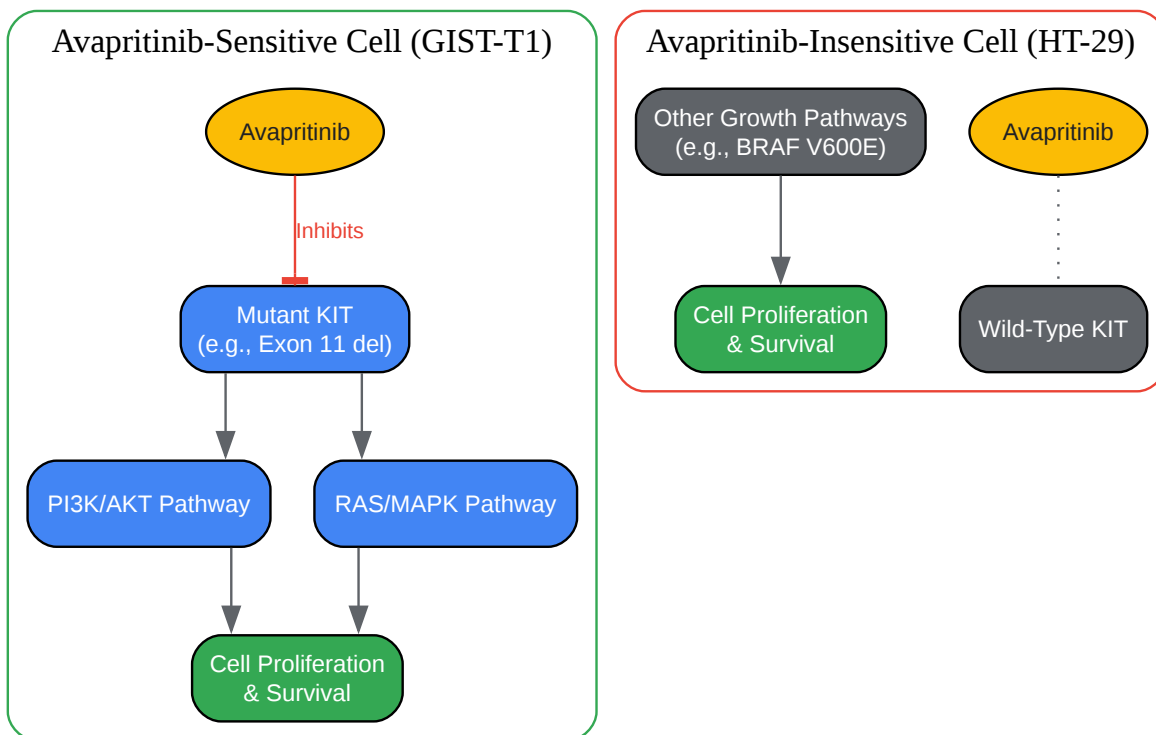 Avapritinib-Sensitive Cell (GIST-T1)
Avapritinib
Inhibits
Mutant KIT
(e.g., Exon 11 del)
PI3K/AKT Pathway
RAS/MAPK Pathway
Cell Proliferation
& Survival
Avapritinib-Insensitive Cell (HT-29)
Other Growth Pathways
(e.g., BRAF V600E)
Avapritinib
Cell Proliferation
& Survival
Wild-Type KIT